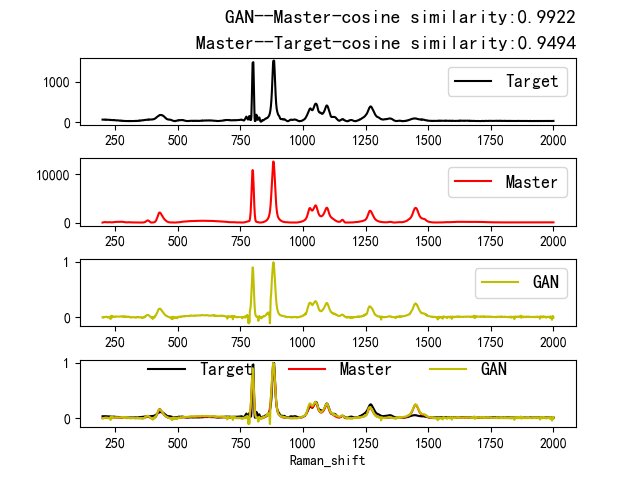 GAN--Master-cosine similarity:0.9922
Master--Target-cosine similarity:0.9494
1000
0
Target
250 500 750 1000 1250 1500 1750 2000
10000
0
Master
250 500 750 1000 1250 1500 1750 2000
1
0
GAN
250 500 750 1000 1250 1500 1750 2000
1
0
Target Master GAN
250 500 750 1000 1250 1500 1750 2000
Raman_shift